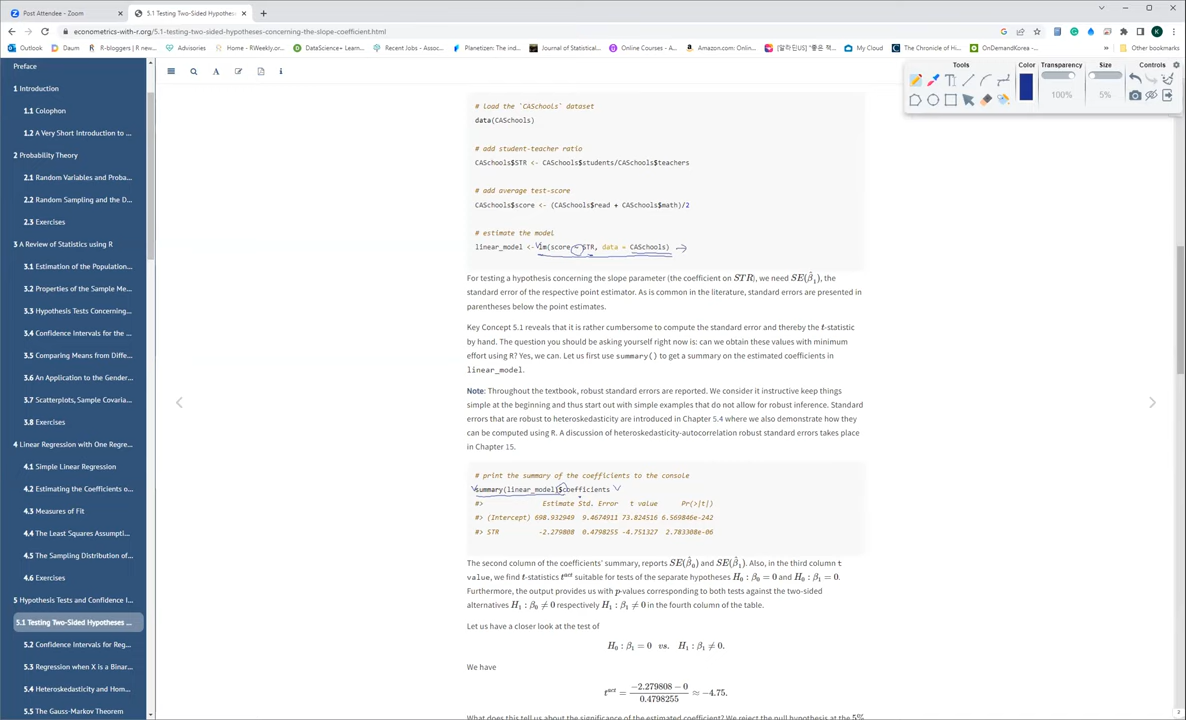 Post Attendee - Zoom
5.1 Testing Two-Sided Hypothes
econometrics-with-r.org/5.1-testing-two-sided-hypotheses-concerning-the-slope-coefficient.html
Outlook
Daum
R-bloggers | R new...
Advisories
Home - RWeekly.or...
DataScience+ Learn...
Recent Jobs - Assoc...
Planetizen: The ind...
Journal of Statistical...
Online Courses - A...
Amazon.com: Onlin...
My Cloud
The Chronicle of Hi...
OnDemandKorea -...
Other bookmarks
Tools
Color
Transparency
Size
Controls
100%
5%
Preface
1 Introduction
1.1 Colophon
1.2 A Very Short Introduction to ...
2 Probability Theory
2.1 Random Variables and Proba...
2.2 Random Sampling and the D...
2.3 Exercises
3 A Review of Statistics using R
3.1 Estimation of the Population...
3.2 Properties of the Sample Me...
3.3 Hypothesis Tests Concerning...
3.4 Confidence Intervals for the ...
3.5 Comparing Means from Diffe...
3.6 An Application to the Gender...
3.7 Scatterplots, Sample Covaria...
3.8 Exercises
4 Linear Regression with One Regre...
4.1 Simple Linear Regression
4.2 Estimating the Coefficients o...
4.3 Measures of Fit
4.4 The Least Squares Assumpti...
4.5 The Sampling Distribution of...
4.6 Exercises
5 Hypothesis Tests and Confidence I...
5.1 Testing Two-Sided Hypotheses ...
5.2 Confidence Intervals for Reg...
5.3 Regression when X is a Binar...
5.4 Heteroskedasticity and Hom...
5.5 The Gauss-Markov Theorem
# load the `CASchools` dataset
data(CASchools)
# add student-teacher ratio
CASchools$STR <- CASchools$students/CASchools$teachers
# add average test-score
CASchools$score <- (CASchools$read + CASchools$math)/2
# estimate the model
linear_model <- lm(score ~ STR, data = CASchools)
For testing a hypothesis concerning the slope parameter (the coefficient on STR), we need SE(β̂₁), the
standard error of the respective point estimator. As is common in the literature, standard errors are presented in
parentheses below the point estimates.
Key Concept 5.1 reveals that it is rather cumbersome to compute the standard error and thereby the t-statistic
by hand. The question you should be asking yourself right now is: can we obtain these values with minimum
effort using R? Yes, we can. Let us first use summary() to get a summary on the estimated coefficients in
linear_model.
Note: Throughout the textbook, robust standard errors are reported. We consider it instructive keep things
simple at the beginning and thus start out with simple examples that do not allow for robust inference. Standard
errors that are robust to heteroskedasticity are introduced in Chapter 5.4 where we also demonstrate how they
can be computed using R. A discussion of heteroskedasticity-autocorrelation robust standard errors takes place
in Chapter 15.
# print the summary of the coefficients to the console
summary(linear_model)$coefficients
#> Estimate Std. Error t value Pr(>|t|)
#> (Intercept) 698.932949 9.4674911 73.824516 6.569846e-242
#> STR -2.279808 0.4798255 -4.751327 2.783308e-06
The second column of the coefficients' summary, reports SE(β̂₀) and SE(β̂₁). Also, in the third column t
value, we find t-statistics tᵃᶜᵗ suitable for tests of the separate hypotheses H₀ : β₀ = 0 and H₀ : β₁ = 0.
Furthermore, the output provides us with p-values corresponding to both tests against the two-sided
alternatives H₁ : β₀ ≠ 0 respectively H₁ : β₁ ≠ 0 in the fourth column of the table.
Let us have a closer look at the test of
H₀ : β₁ = 0 vs. H₁ : β₁ ≠ 0.
We have
tᵃᶜᵗ = (-2.279808 - 0) / 0.4798255 ≈ -4.75.
What does this tell us about the significance of the estimated coefficient? We reject the null hypothesis at the 5%